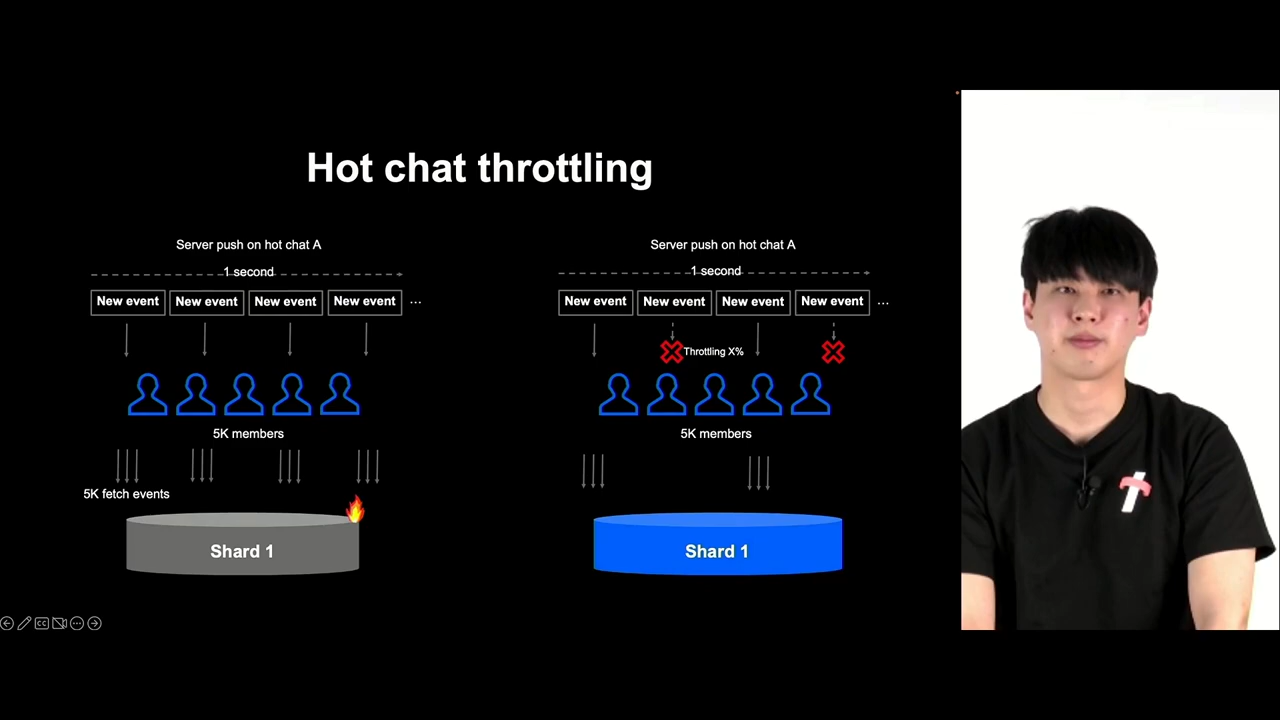 Hot chat throttling
Server push on hot chat A
1 second
New event New event New event New event ...
5K members
5K fetch events
Shard 1
Server push on hot chat A
1 second
New event New event New event New event ...
Throttling X%
5K members
Shard 1
CC